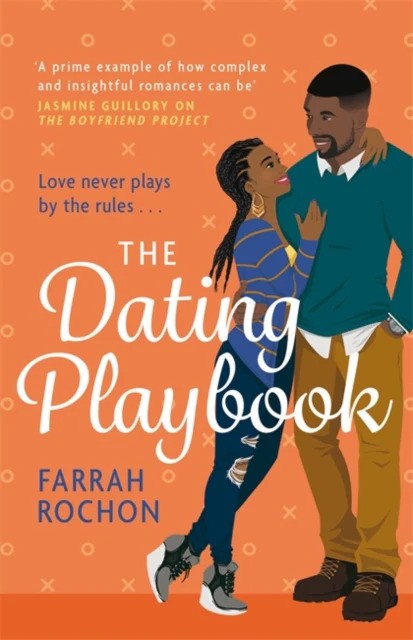 ‘A prime example of how complex
and insightful romances can be’
JASMINE GUILLORY ON
THE BOYFRIEND PROJECT
Love never plays
by the rules . . .
THE
Dating
Playbook
FARRAH
ROCHON